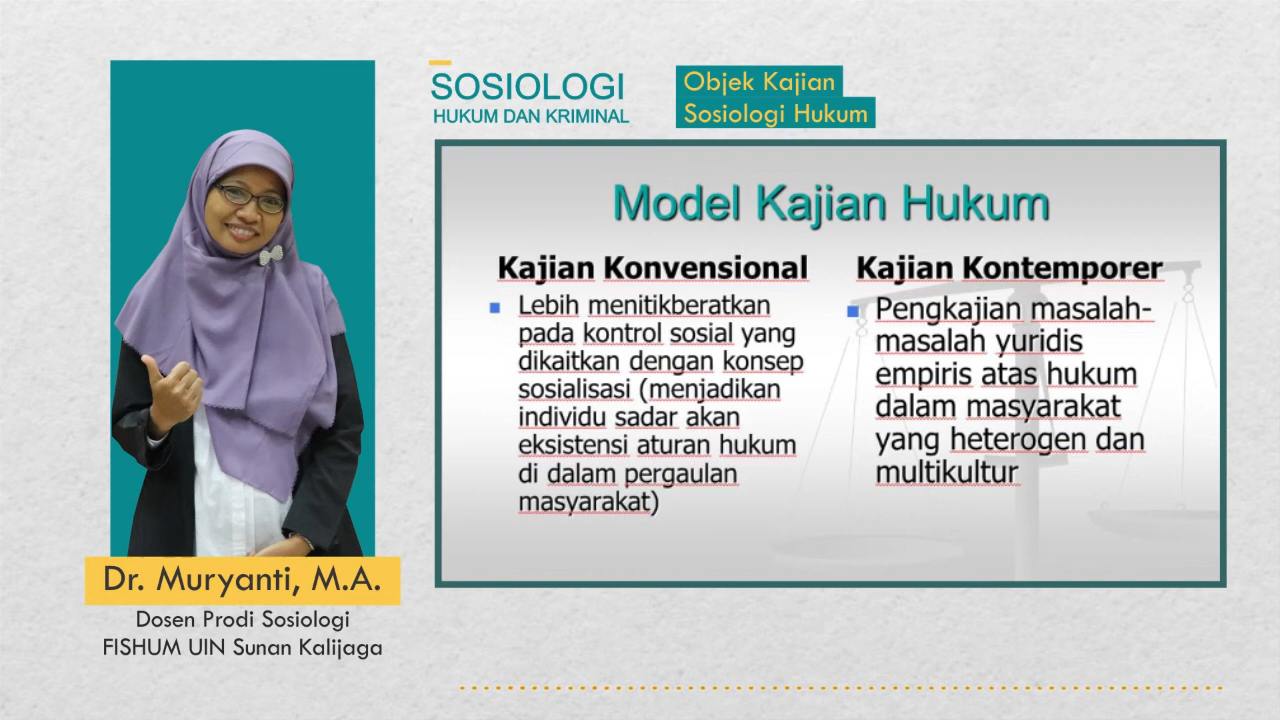 SOSIOLOGI
HUKUM DAN KRIMINAL
Objek Kajian
Sosiologi Hukum
Model Kajian Hukum
Kajian Konvensional
Lebih menitikberatkan
pada kontrol sosial yang
dikaitkan dengan konsep
sosialisasi (menjadikan
individu sadar akan
eksistensi aturan hukum
di dalam pergaulan
masyarakat)
Kajian Kontemporer
Pengkajian masalah-
masalah yuridis
empiris atas hukum
dalam masyarakat
yang heterogen dan
multikultur
Dr. Muryanti, M.A.
Dosen Prodi Sosiologi
FISHUM UIN Sunan Kalijaga